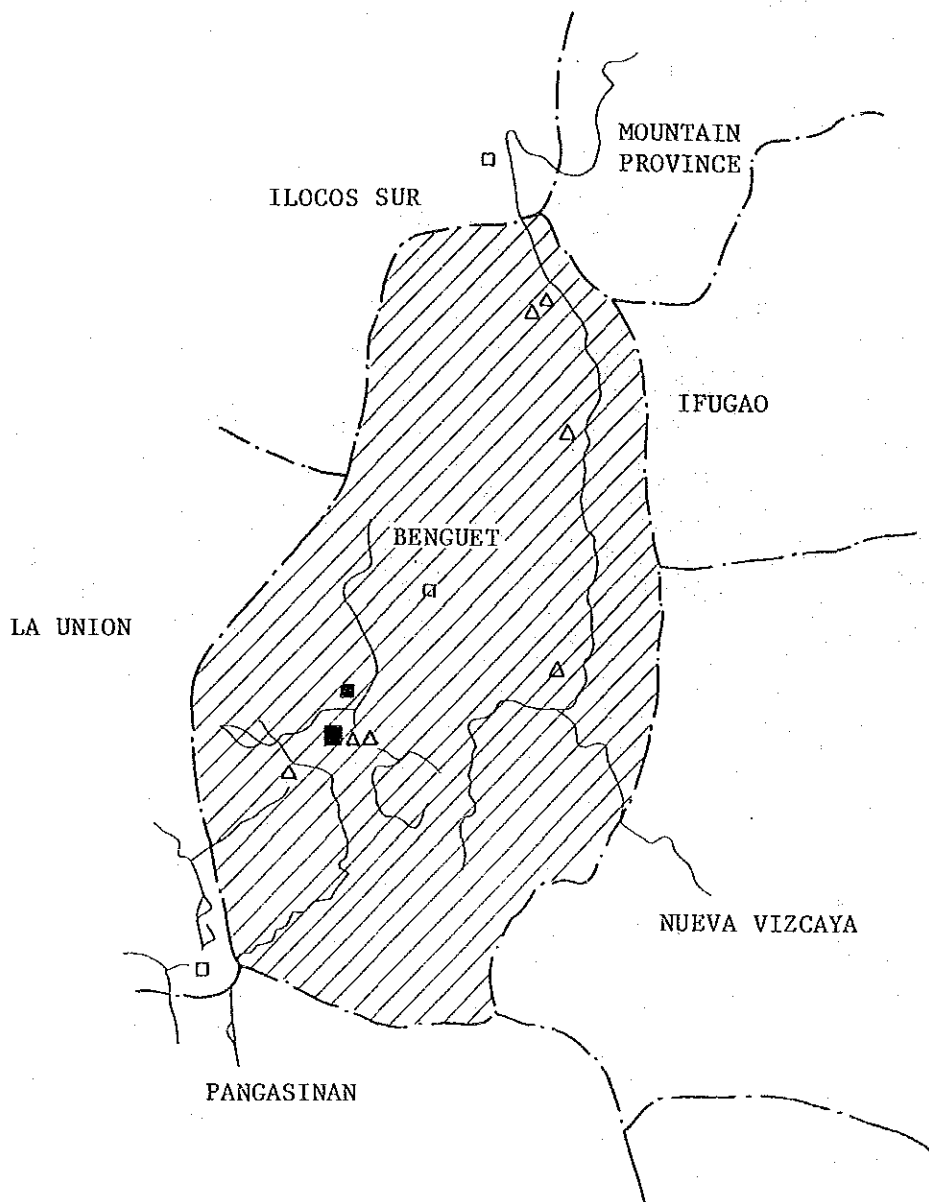 MOUNTAIN
PROVINCE
ILOCOS SUR
IFUGAO
BENGUET
LA UNION
NUEVA VIZCAYA
PANGASINAN